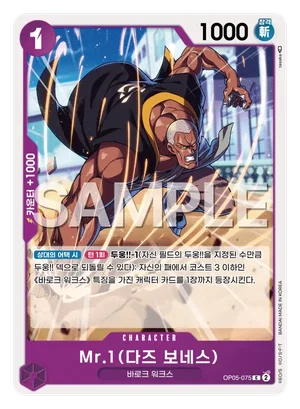 1
1000
참격
斬
카운터 +1000
SAMPLE
상대의 어택 시 턴 1회 두웅!!-1(자신 필드의 두웅!!을 지정된 수만큼
두웅!! 덱으로 되돌릴 수 있다): 자신의 패에서 코스트 3 이하인
《바로크 워크스》 특징을 가진 캐릭터 카드를 1장까지 등장시킨다.
CHARACTER
Mr.1(다즈 보네스)
바로크 워크스
OP05-075 R 2
BANDAI·MADE IN KOREA